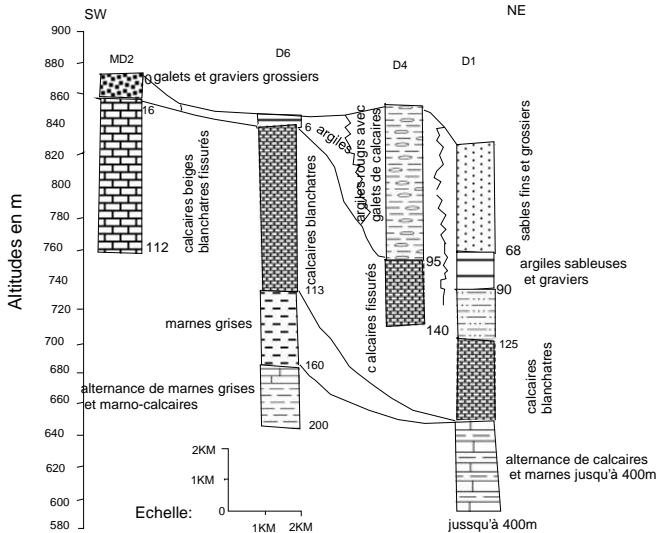 SW
NE
900
880
860
840
820
800
780
760
740
720
700
680
660
640
620
600
580
Altitudes en m
MD2
D6
D4
D1
0
galets et graviers grossiers
16
calcaires beiges
blanchatres fissurés
112
6
argiles
calcaires blanchatres
113
marnes grises
160
alternance de marnes grises
et marno-calcaires
200
argiles rougrs avec
galets de calcaires
95
c alcaires fissurés
140
sables fins et grossiers
68
argiles sableuses
et graviers
90
125
calcaires
blanchatres
alternance de calcaires
et marnes jusqu'à 400m
jussqu'à 400m
Echelle:
2KM
1KM
0
1KM
2KM